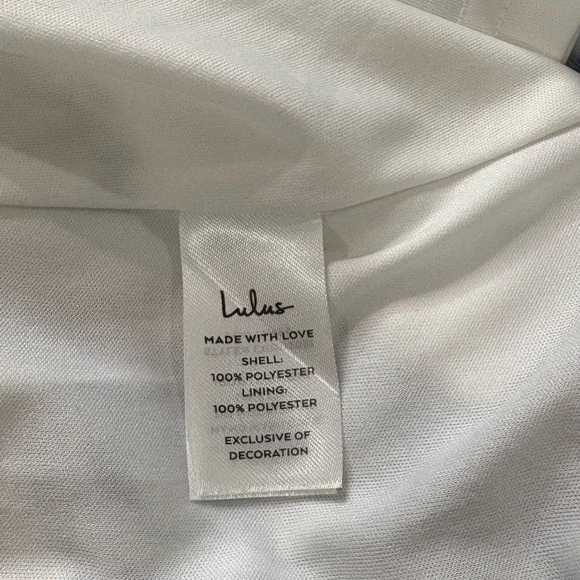 Lulus
MADE WITH LOVE
SHELL:
100% POLYESTER
LINING:
100% POLYESTER
EXCLUSIVE OF
DECORATION